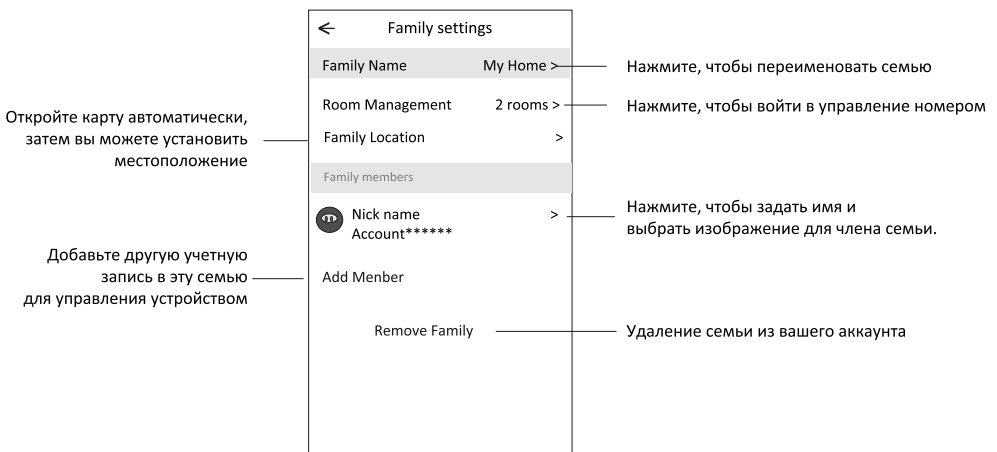 Family settings
Family Name My Home >
Нажмите, чтобы переименовать семью
Room Management 2 rooms >
Нажмите, чтобы войти в управление номером
Откройте карту автоматически,
затем вы можете установить
местоположение
Family Location >
Family members
Nick name >
Account******
Нажмите, чтобы задать имя и
выбрать изображение для члена семьи.
Добавьте другую учетную
запись в эту семью
для управления устройством
Add Menber
Remove Family
Удаление семьи из вашего аккаунта